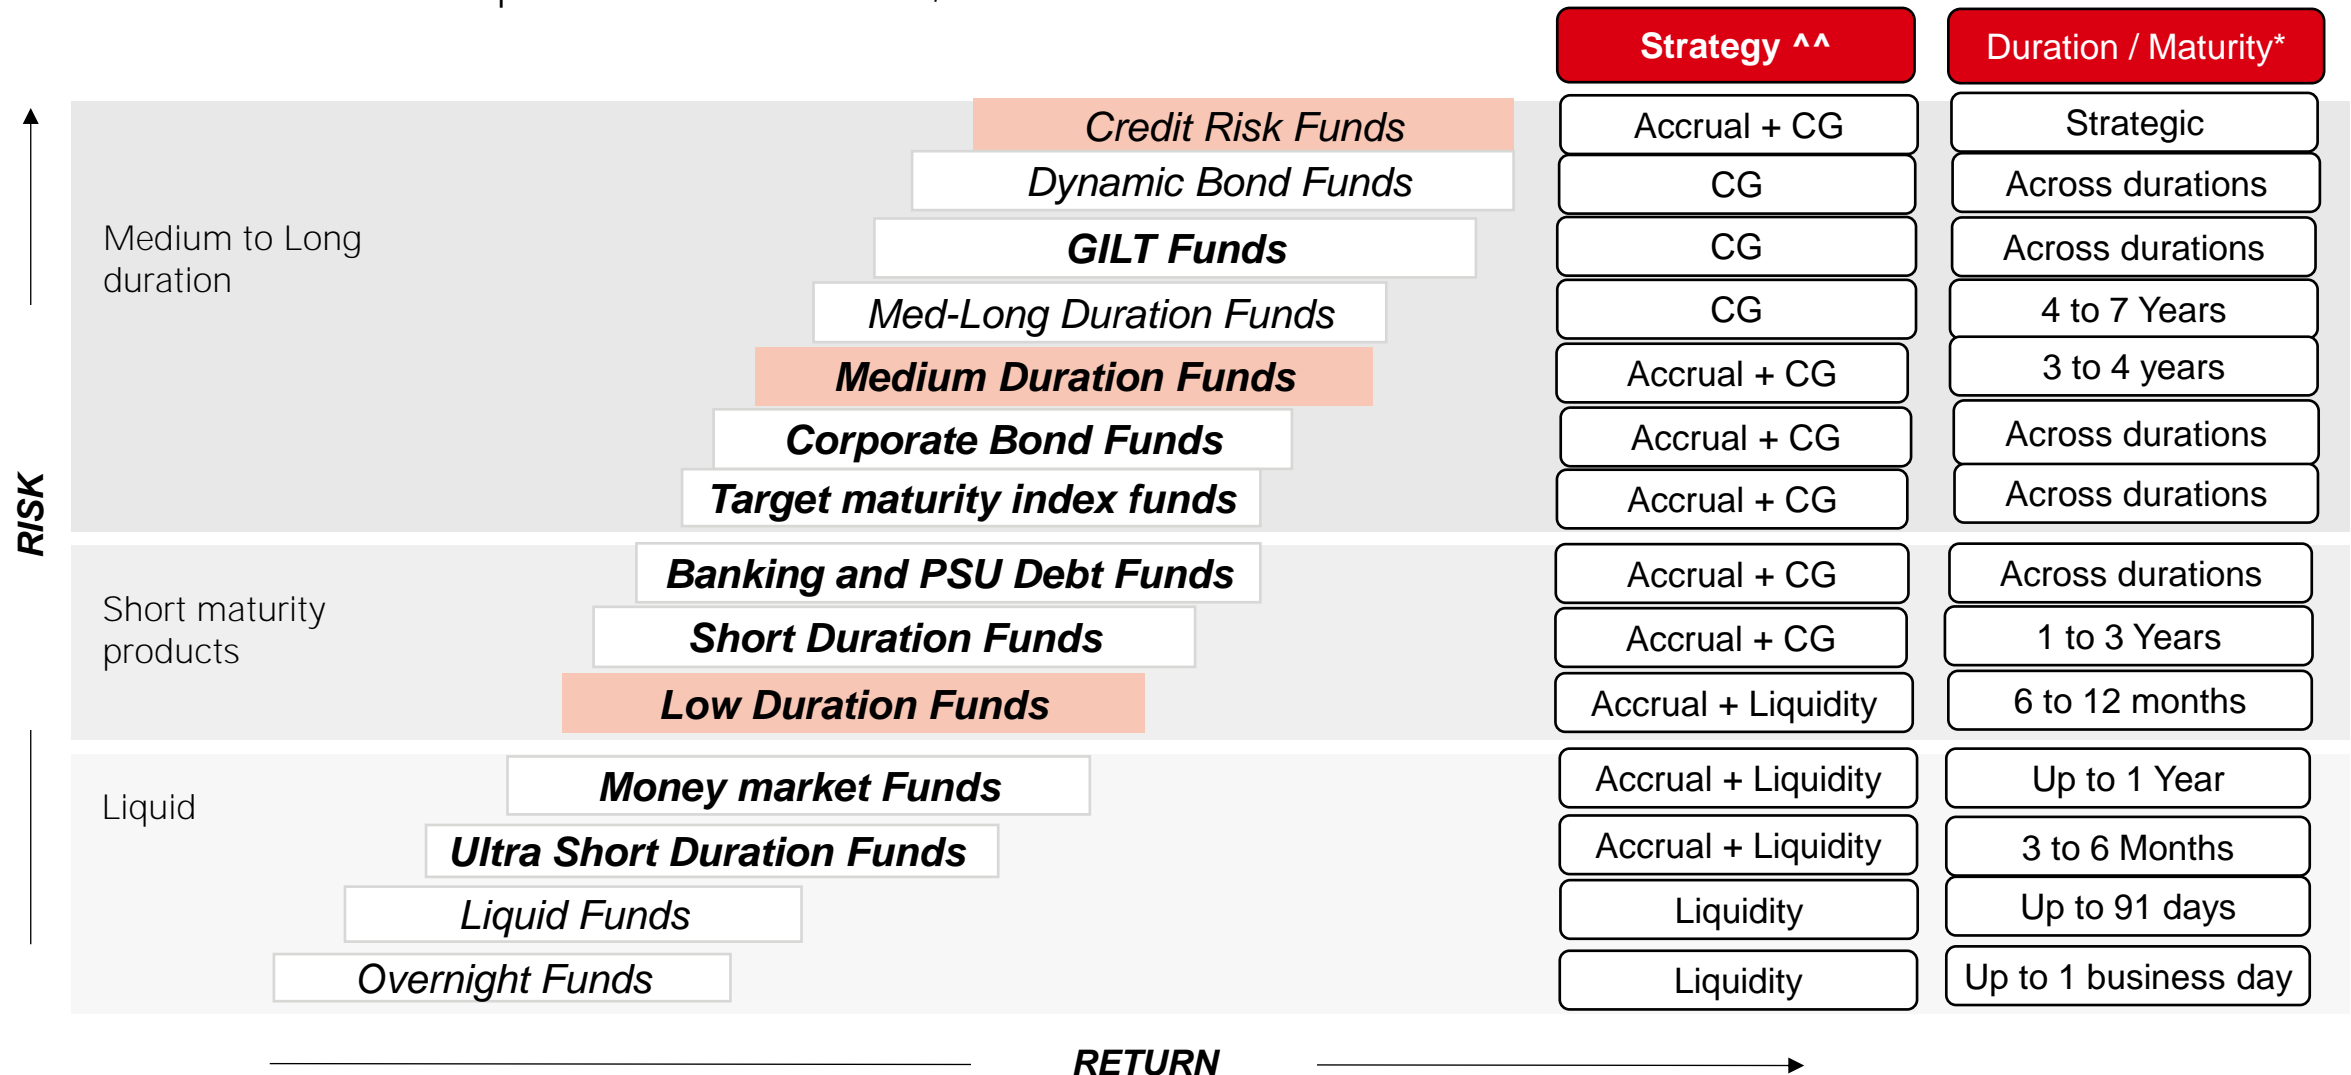 Strategy ^^ Duration / Maturity*
Credit Risk Funds Accrual + CG Strategic
Dynamic Bond Funds CG Across durations
Medium to Long
duration
GILT Funds CG Across durations
Med-Long Duration Funds CG 4 to 7 Years
Medium Duration Funds Accrual + CG 3 to 4 years
Corporate Bond Funds Accrual + CG Across durations
Target maturity index funds Accrual + CG Across durations
RISK
Banking and PSU Debt Funds Accrual + CG Across durations
Short maturity
products
Short Duration Funds Accrual + CG 1 to 3 Years
Low Duration Funds Accrual + Liquidity 6 to 12 months
Liquid
Money market Funds Accrual + Liquidity Up to 1 Year
Ultra Short Duration Funds Accrual + Liquidity 3 to 6 Months
Liquid Funds Liquidity Up to 91 days
Overnight Funds Liquidity Up to 1 business day
RETURN